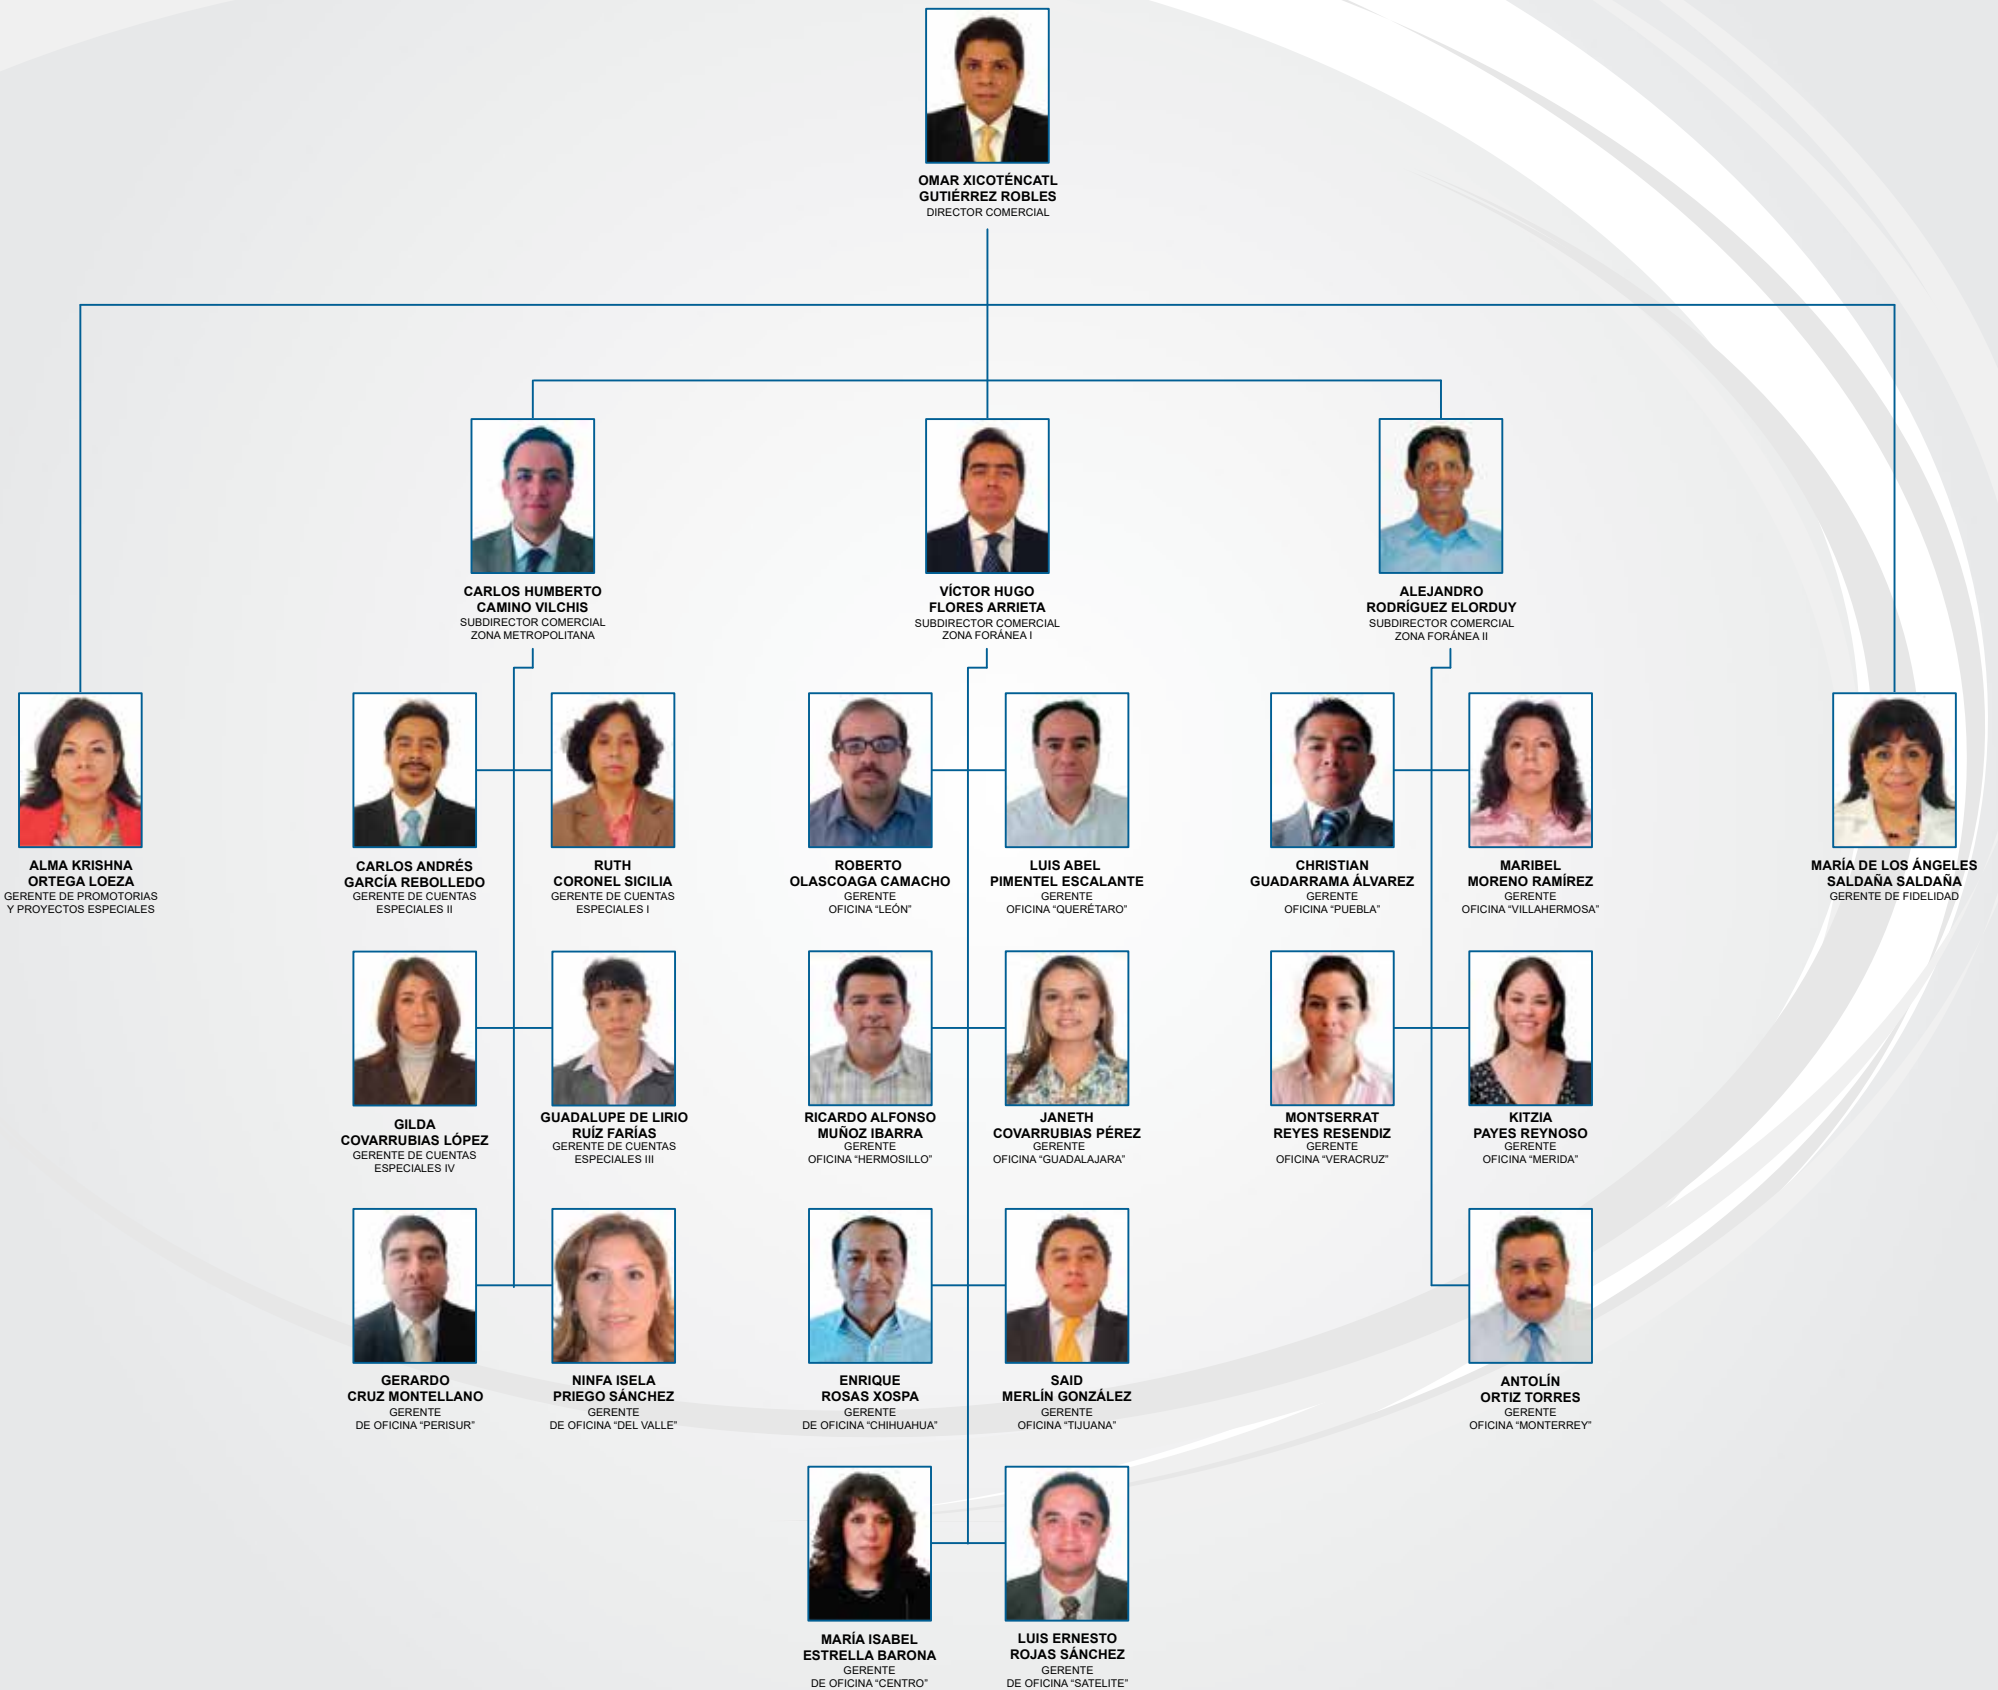 OMAR XICOTÉNCATL
GUTIÉRREZ ROBLES
DIRECTOR COMERCIAL
CARLOS HUMBERTO
CAMINO VILCHIS
SUBDIRECTOR COMERCIAL
ZONA METROPOLITANA
VÍCTOR HUGO
FLORES ARRIETA
SUBDIRECTOR COMERCIAL
ZONA FORÁNEA I
ALEJANDRO
RODRÍGUEZ ELORDUY
SUBDIRECTOR COMERCIAL
ZONA FORÁNEA II
ALMA KRISHNA
ORTEGA LOEZA
GERENTE DE PROMOTORIAS
Y PROYECTOS ESPECIALES
CARLOS ANDRÉS
GARCÍA REBOLLEDO
GERENTE DE CUENTAS
ESPECIALES II
RUTH
CORONEL SICILIA
GERENTE DE CUENTAS
ESPECIALES I
ROBERTO
OLASCOAGA CAMACHO
GERENTE
OFICINA “LEÓN”
LUIS ABEL
PIMENTEL ESCALANTE
GERENTE
OFICINA “QUERÉTARO”
CHRISTIAN
GUADARRAMA ÁLVAREZ
GERENTE
OFICINA “PUEBLA”
MARIBEL
MORENO RAMÍREZ
GERENTE
OFICINA “VILLAHERMOSA”
MARÍA DE LOS ÁNGELES
SALDAÑA SALDAÑA
GERENTE DE FIDELIDAD
GILDA
COVARRUBIAS LÓPEZ
GERENTE DE CUENTAS
ESPECIALES IV
GUADALUPE DE LIRIO
RUÍZ FARÍAS
GERENTE DE CUENTAS
ESPECIALES III
RICARDO ALFONSO
MUÑOZ IBARRA
GERENTE
OFICINA “HERMOSILLO”
JANETH
COVARRUBIAS PÉREZ
GERENTE
OFICINA “GUADALAJARA”
MONTSERRAT
REYES RESENDIZ
GERENTE
OFICINA “VERACRUZ”
KITZIA
PAYES REYNOSO
GERENTE
OFICINA “MERIDA”
GERARDO
CRUZ MONTELLANO
GERENTE
DE OFICINA “PERISUR”
NINFA ISELA
PRIEGO SÁNCHEZ
GERENTE
DE OFICINA “DEL VALLE”
ENRIQUE
ROSAS XOSPA
GERENTE
DE OFICINA “CHIHUAHUA”
SAID
MERLÍN GONZÁLEZ
GERENTE
OFICINA “TIJUANA”
ANTOLÍN
ORTIZ TORRES
GERENTE
OFICINA “MONTERREY”
MARÍA ISABEL
ESTRELLA BARONA
GERENTE
DE OFICINA “CENTRO”
LUIS ERNESTO
ROJAS SÁNCHEZ
GERENTE
DE OFICINA “SATELITE”